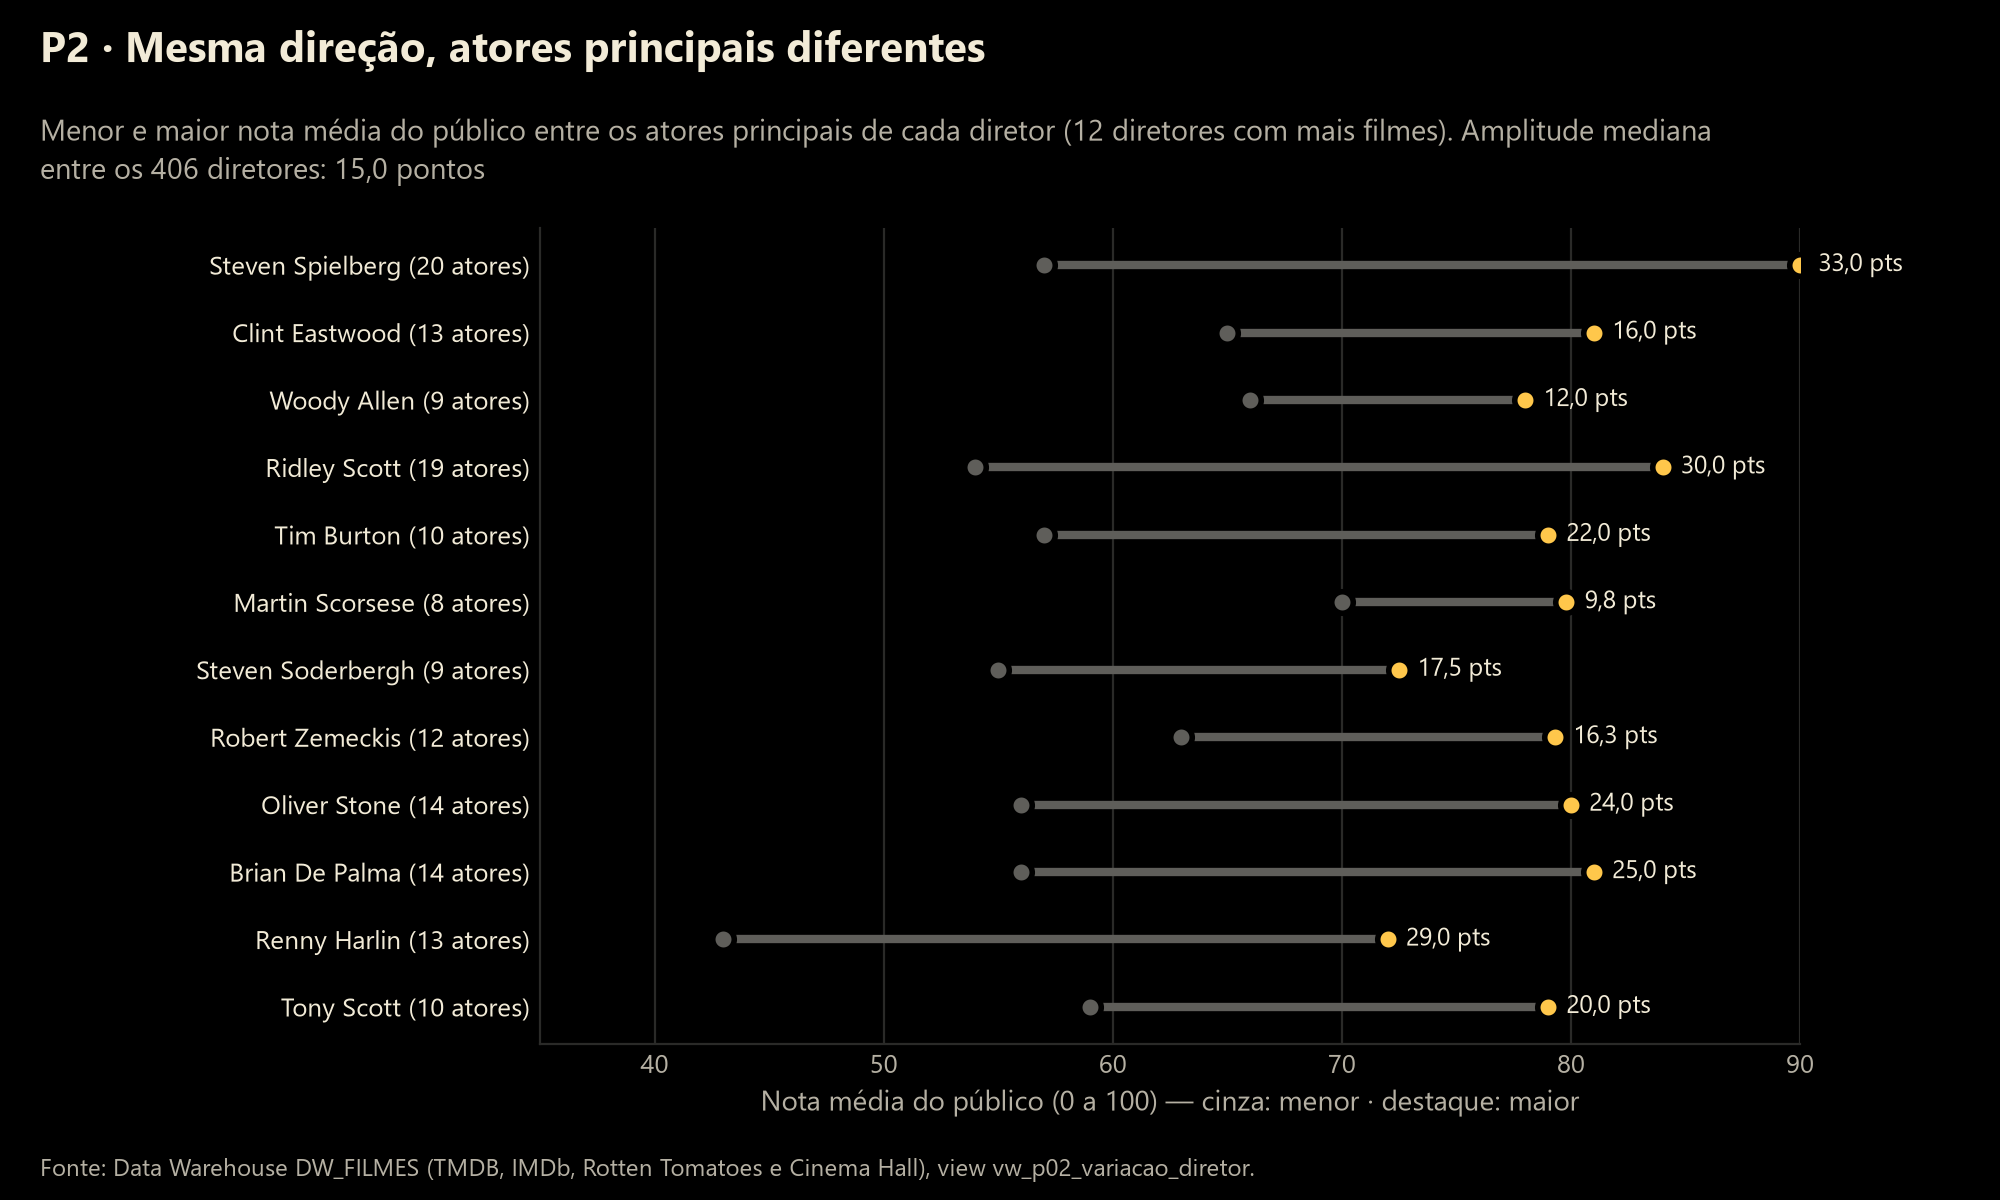 P2 · Mesma direção, atores principais diferentes
Menor e maior nota média do público entre os atores principais de cada diretor (12 diretores com mais filmes). Amplitude mediana
entre os 406 diretores: 15,0 pontos
Steven Spielberg (20 atores) 33,0 pts
Clint Eastwood (13 atores) 16,0 pts
Woody Allen (9 atores) 12,0 pts
Ridley Scott (19 atores) 30,0 pts
Tim Burton (10 atores) 22,0 pts
Martin Scorsese (8 atores) 9,8 pts
Steven Soderbergh (9 atores) 17,5 pts
Robert Zemeckis (12 atores) 16,3 pts
Oliver Stone (14 atores) 24,0 pts
Brian De Palma (14 atores) 25,0 pts
Renny Harlin (13 atores) 29,0 pts
Tony Scott (10 atores) 20,0 pts
40 50 60 70 80 90
Nota média do público (0 a 100) — cinza: menor · destaque: maior
Fonte: Data Warehouse DW_FILMES (TMDB, IMDb, Rotten Tomatoes e Cinema Hall), view vw_p02_variacao_diretor.